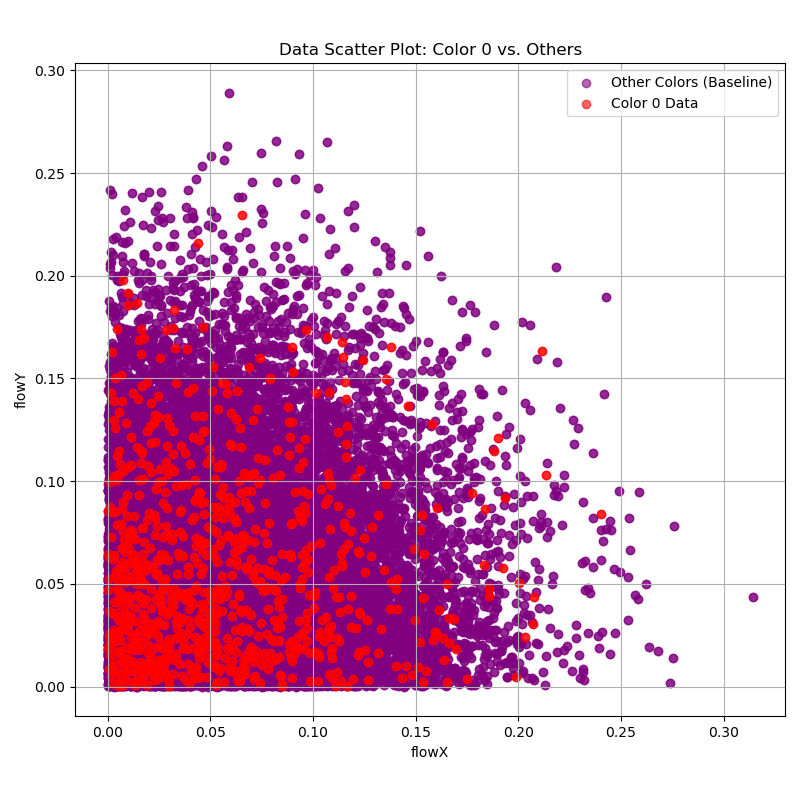 Data Scatter Plot: Color 0 vs. Others
Other Colors (Baseline)
Color 0 Data
0.30
0.25
0.20
0.15
0.10
0.05
0.00
flowY
0.00 0.05 0.10 0.15 0.20 0.25 0.30
flowX